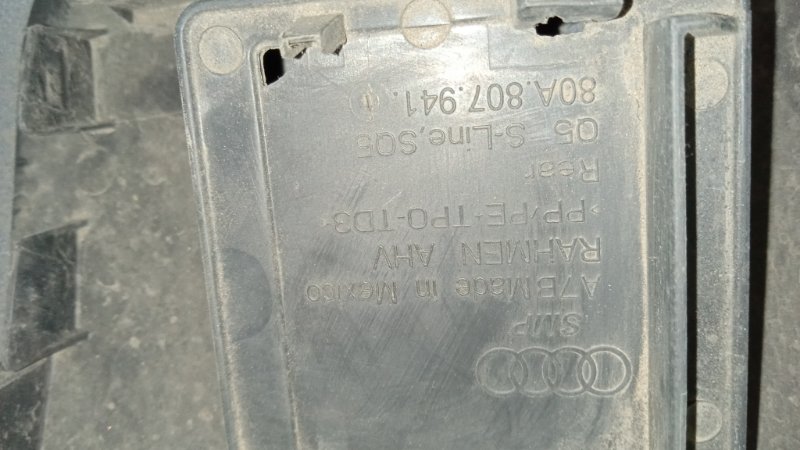 SMP
A7B Made in Mexico
RAHMEN AHV
>PP/PE-TPO-TD3<
Rear
Q5 S-Line,SQ5
80A.807.941.